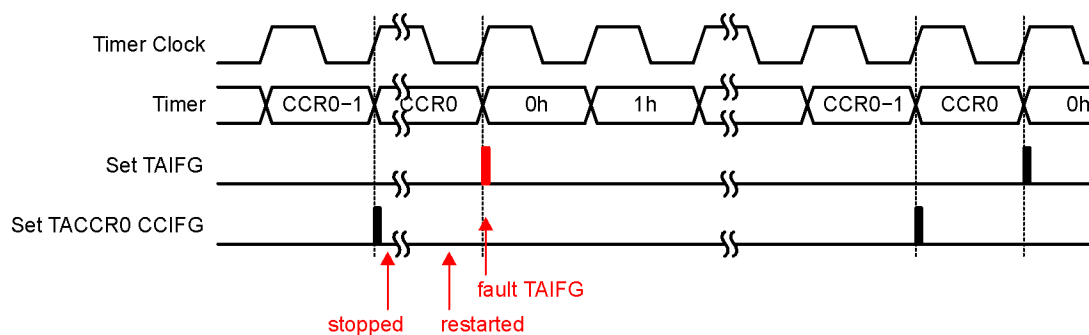 Timer Clock
Timer CCR0−1 CCR0 0h 1h CCR0−1 CCR0 0h
Set TAIFG
Set TACCR0 CCIFG
fault TAIFG
stopped restarted